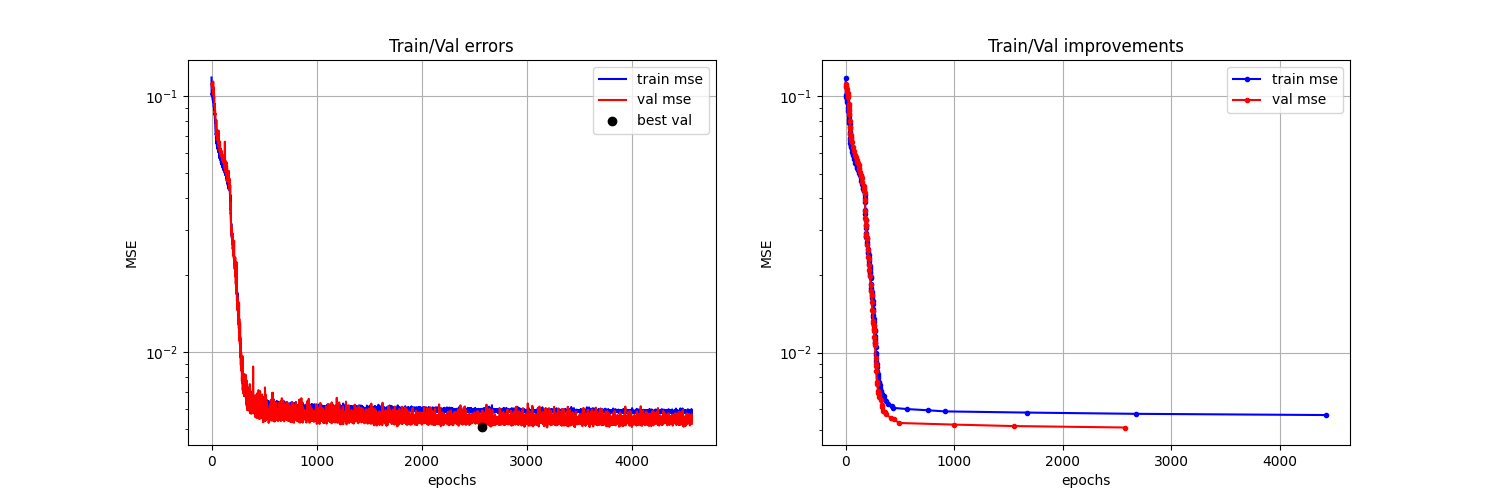 Train/Val errors
train mse
val mse
best val
10⁻¹
10⁻²
MSE
0 1000 2000 3000 4000
epochs
Train/Val improvements
train mse
val mse
10⁻¹
10⁻²
MSE
0 1000 2000 3000 4000
epochs